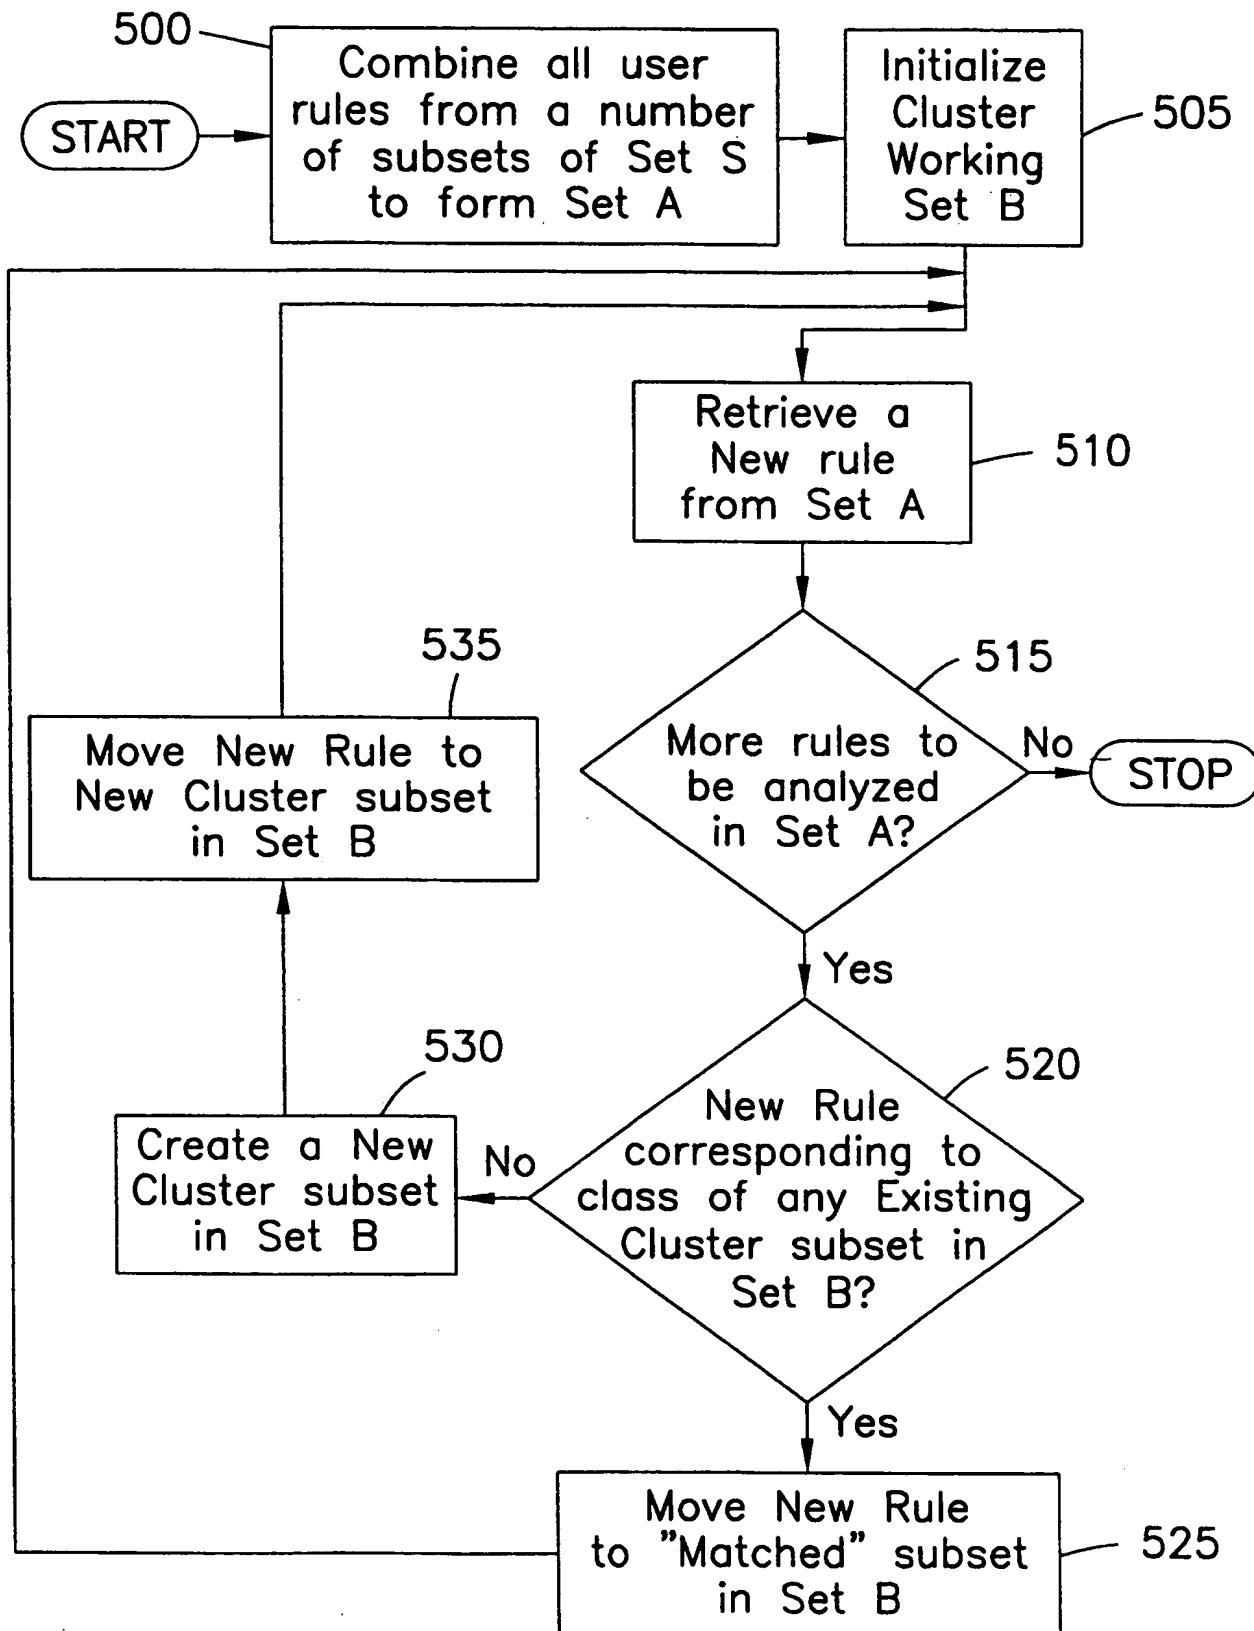 500
START
Combine all user
rules from a number
of subsets of Set S
to form Set A
Initialize
Cluster
Working
Set B
505
Retrieve a
New rule
from Set A
510
515
More rules to
be analyzed
in Set A?
No
STOP
Yes
535
Move New Rule to
New Cluster subset
in Set B
530
Create a New
Cluster subset
in Set B
No
520
New Rule
corresponding to
class of any Existing
Cluster subset in
Set B?
Yes
Move New Rule
to "Matched" subset
in Set B
525